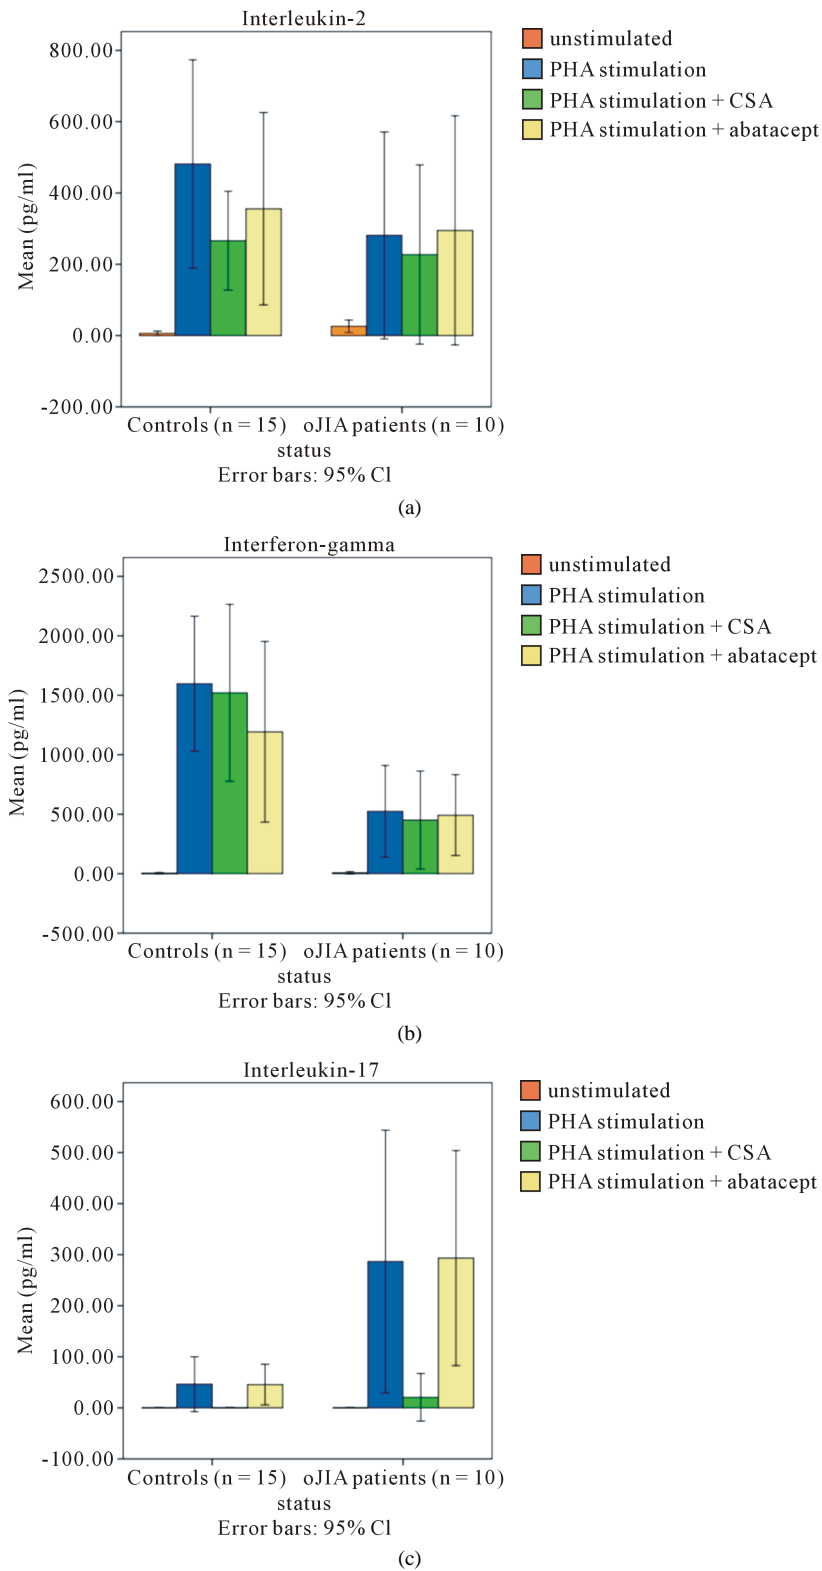 Interleukin-2
800.00
600.00
400.00
200.00
0.00
-200.00
Mean (pg/ml)
Controls (n = 15) oJIA patients (n = 10)
status
Error bars: 95% Cl
unstimulated
PHA stimulation
PHA stimulation + CSA
PHA stimulation + abatacept
(a)
Interferon-gamma
2500.00
2000.00
1500.00
1000.00
500.00
0.00
-500.00
Mean (pg/ml)
Controls (n = 15) oJIA patients (n = 10)
status
Error bars: 95% Cl
unstimulated
PHA stimulation
PHA stimulation + CSA
PHA stimulation + abatacept
(b)
Interleukin-17
600.00
500.00
400.00
300.00
200.00
100.00
0.00
-100.00
Mean (pg/ml)
Controls (n = 15) oJIA patients (n = 10)
status
Error bars: 95% Cl
unstimulated
PHA stimulation
PHA stimulation + CSA
PHA stimulation + abatacept
(c)